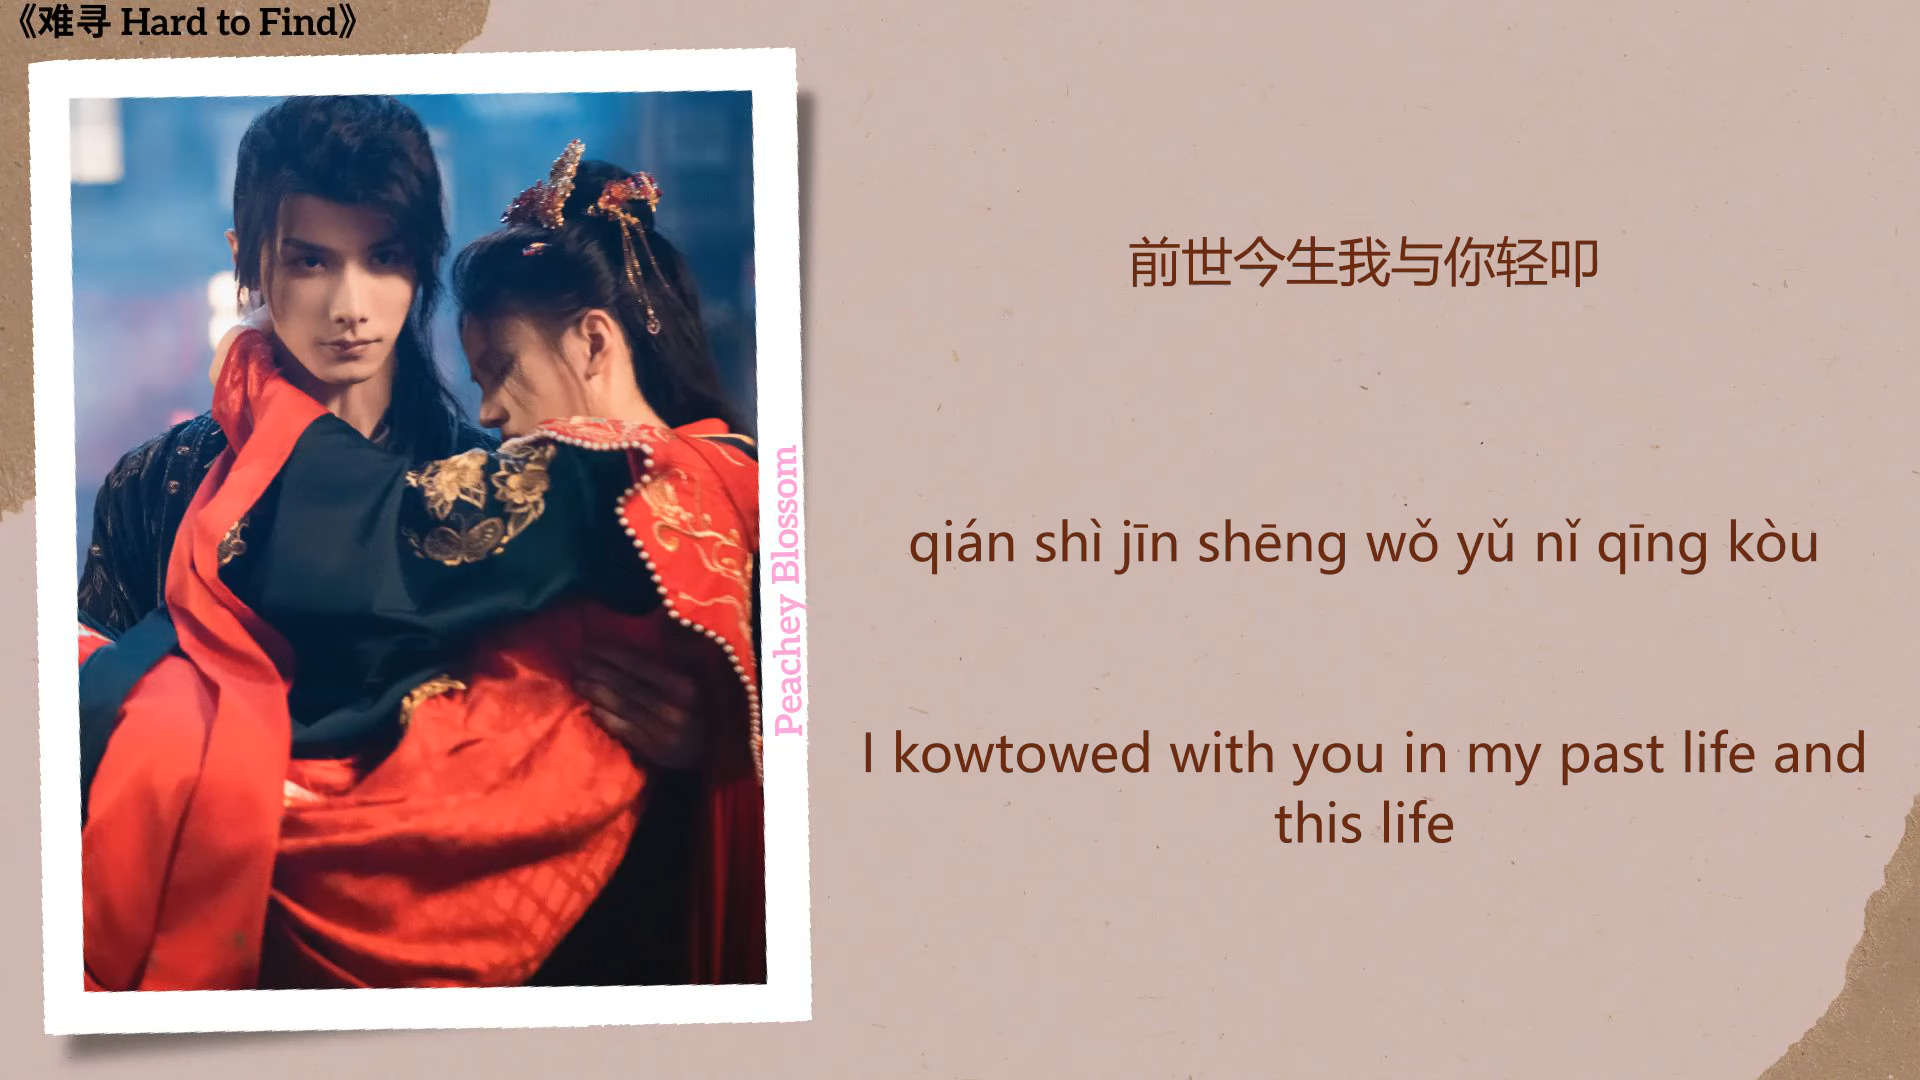 《难寻 Hard to Find》
前世今生我与你轻叩
qián shì jīn shēng wǒ yǔ nǐ qīng kòu
I kowtowed with you in my past life and
this life
Peachey Blossom